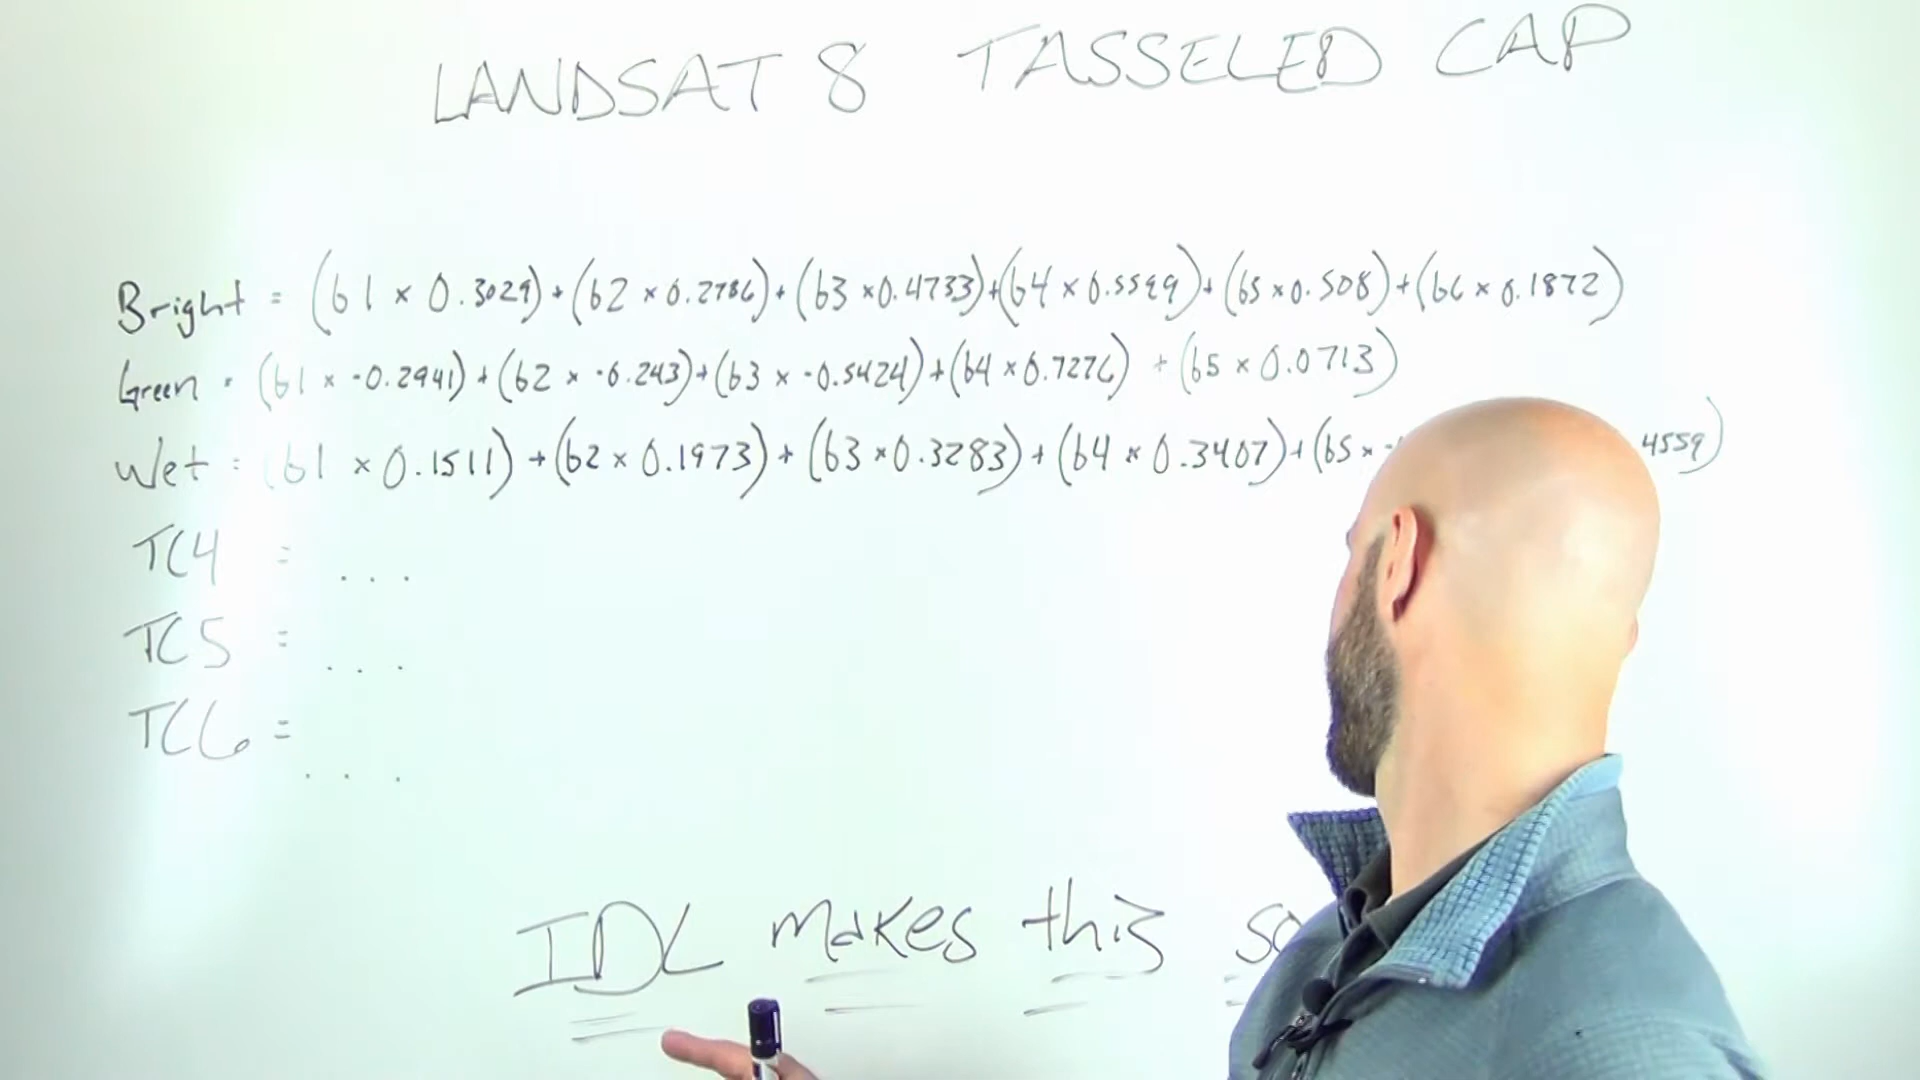 LANDSAT 8 TASSELED CAP
Bright = (b1 × 0.3029) + (b2 × 0.2786) + (b3 × 0.4733) + (b4 × 0.5599) + (b5 × 0.508) + (b6 × 0.1872)
Green = (b1 × -0.2941) + (b2 × -0.243) + (b3 × -0.5424) + (b4 × 0.7276) + (b5 × 0.0713)
Wet = (b1 × 0.1511) + (b2 × 0.1973) + (b3 × 0.3283) + (b4 × 0.3407) + (b5 × - 4559)
TC4 = ...
TC5 = ...
TC6 = ...
IDL makes this